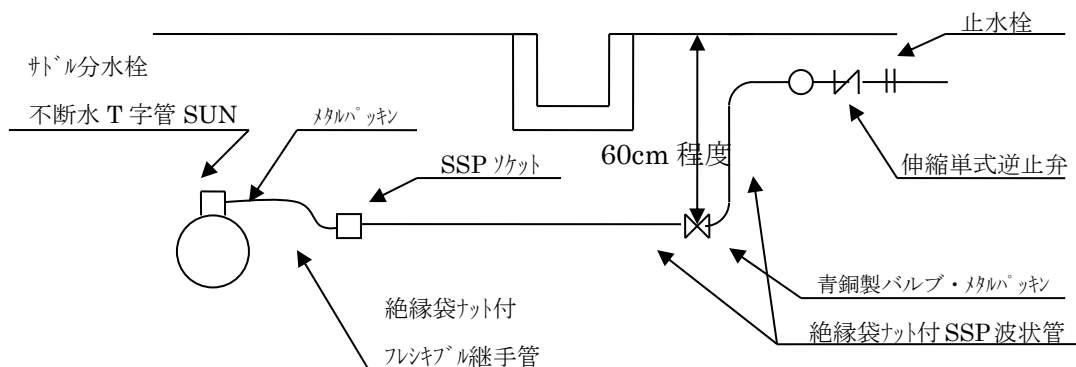 止水栓
ｻﾄﾞﾙ分水栓
不断水 T 字管 SUN
ﾒﾀﾙﾊﾟｯｷﾝ
SSP ｿｹｯﾄ
60cm 程度
伸縮単式逆止弁
青銅製バルブ・ﾒﾀﾙﾊﾟｯｷﾝ
絶縁袋ﾅｯﾄ付
絶縁袋ﾅｯﾄ付 SSP 波状管
ﾌﾚｼｷﾌﾞﾙ継手管